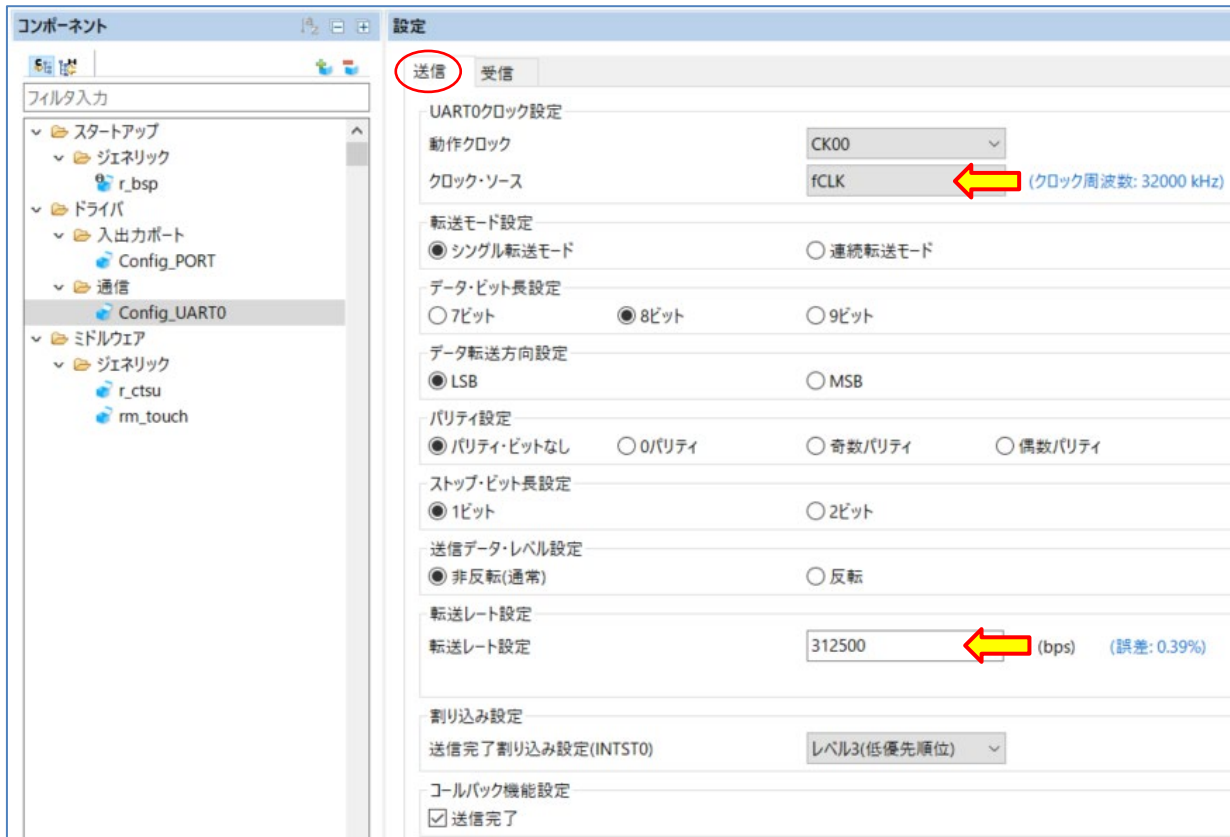 コンポーネント
設定
フィルタ入力
スタートアップ
ジェネリック
r_bsp
ドライバ
入出力ポート
Config_PORT
通信
Config_UART0
ミドルウェア
ジェネリック
r_ctsu
rm_touch
送信 受信
UART0クロック設定
動作クロック CK00
クロック・ソース fCLK (クロック周波数: 32000 kHz)
転送モード設定
シングル転送モード 連続転送モード
データ・ビット長設定
7ビット 8ビット 9ビット
データ転送方向設定
LSB MSB
パリティ設定
パリティ・ビットなし 0パリティ 奇数パリティ 偶数パリティ
ストップ・ビット長設定
1ビット 2ビット
送信データ・レベル設定
非反転(通常) 反転
転送レート設定
転送レート設定 312500 (bps) (誤差: 0.39%)
割り込み設定
送信完了割り込み設定(INTST0) レベル3(低優先順位)
コールバック機能設定
送信完了